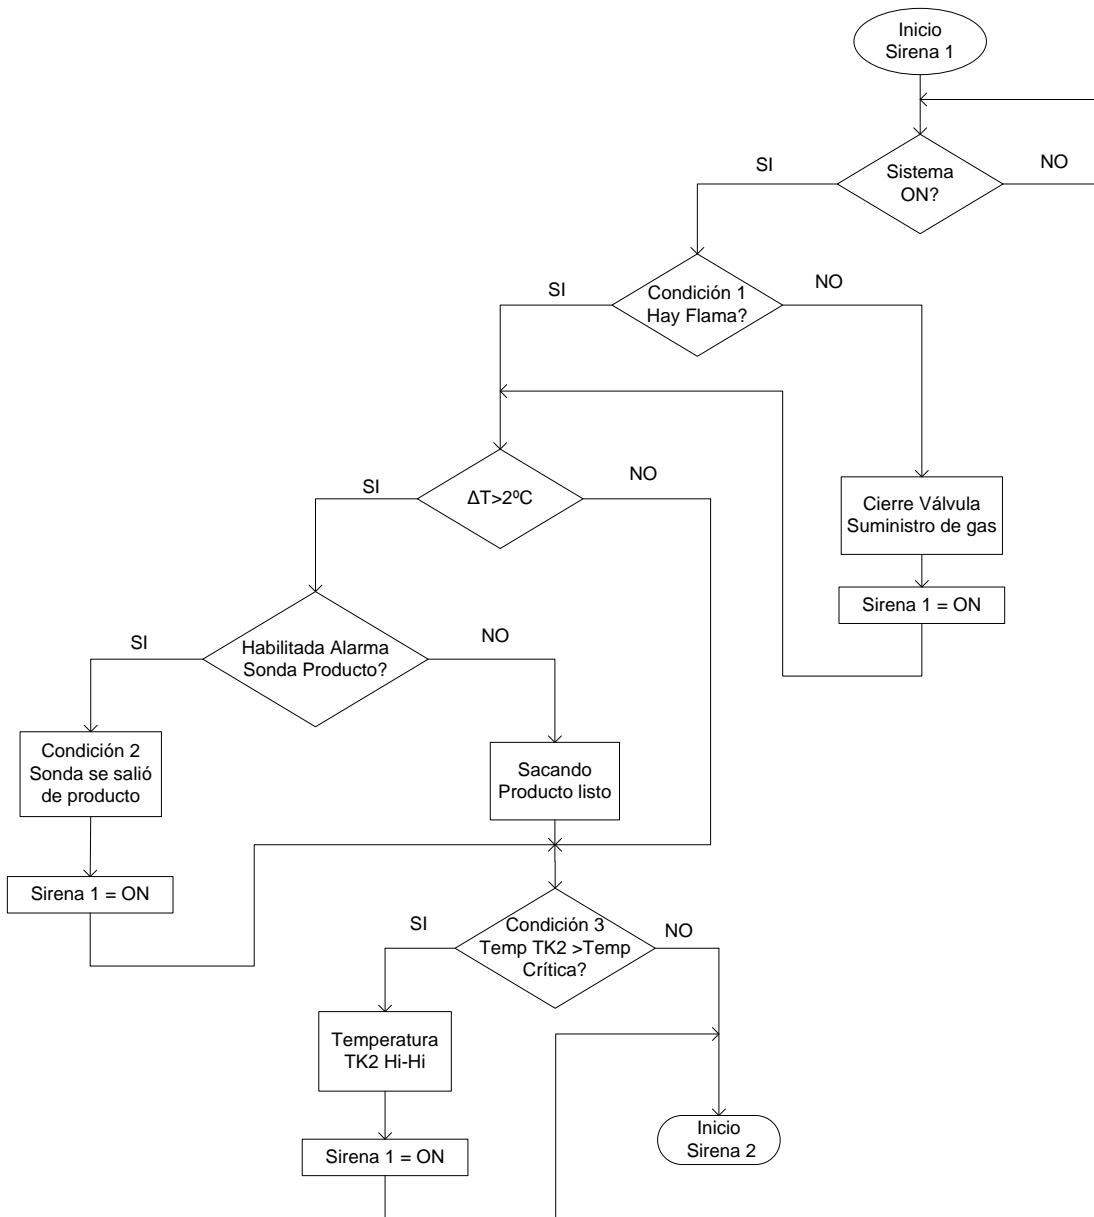 Inicio
Sirena 1
SI
NO
Sistema
ON?
SI
NO
Condición 1
Hay Flama?
SI
NO
ΔT>2ºC
Cierre Válvula
Suministro de gas
Sirena 1 = ON
SI
NO
Habilitada Alarma
Sonda Producto?
Condición 2
Sonda se salió
de producto
Sacando
Producto listo
Sirena 1 = ON
SI
NO
Condición 3
Temp TK2 >Temp
Crítica?
Temperatura
TK2 Hi-Hi
Inicio
Sirena 2
Sirena 1 = ON